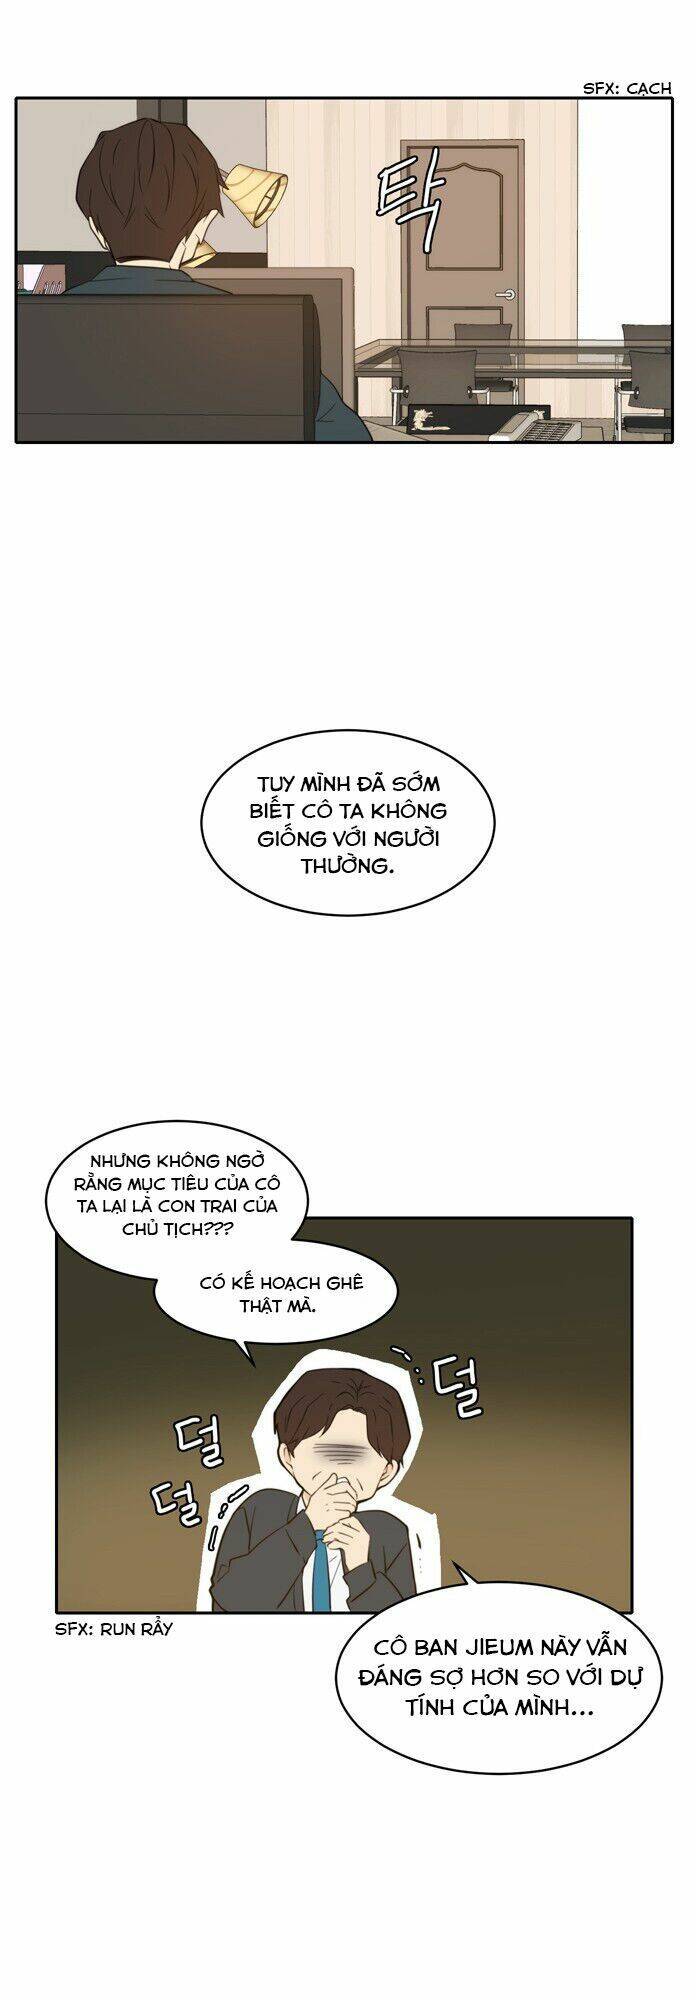 SFX: CẠCH
탁
TUY MÌNH ĐÃ SỚM
BIẾT CÔ TA KHÔNG
GIỐNG VỚI NGƯỜI
THƯỜNG.
NHƯNG KHÔNG NGỜ
RẰNG MỤC TIÊU CỦA CÔ
TA LẠI LÀ CON TRAI CỦA
CHỦ TỊCH???
CÓ KẾ HOẠCH GHÊ
THẬT MÀ.
덜
덜
덜
덜
SFX: RUN RẨY
CÔ BAN JIEUM NÀY VẪN
ĐÁNG SỢ HƠN SO VỚI DỰ
TÍNH CỦA MÌNH...